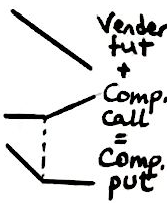 Vender
fut
+
Comp.
call
=
Comp.
put